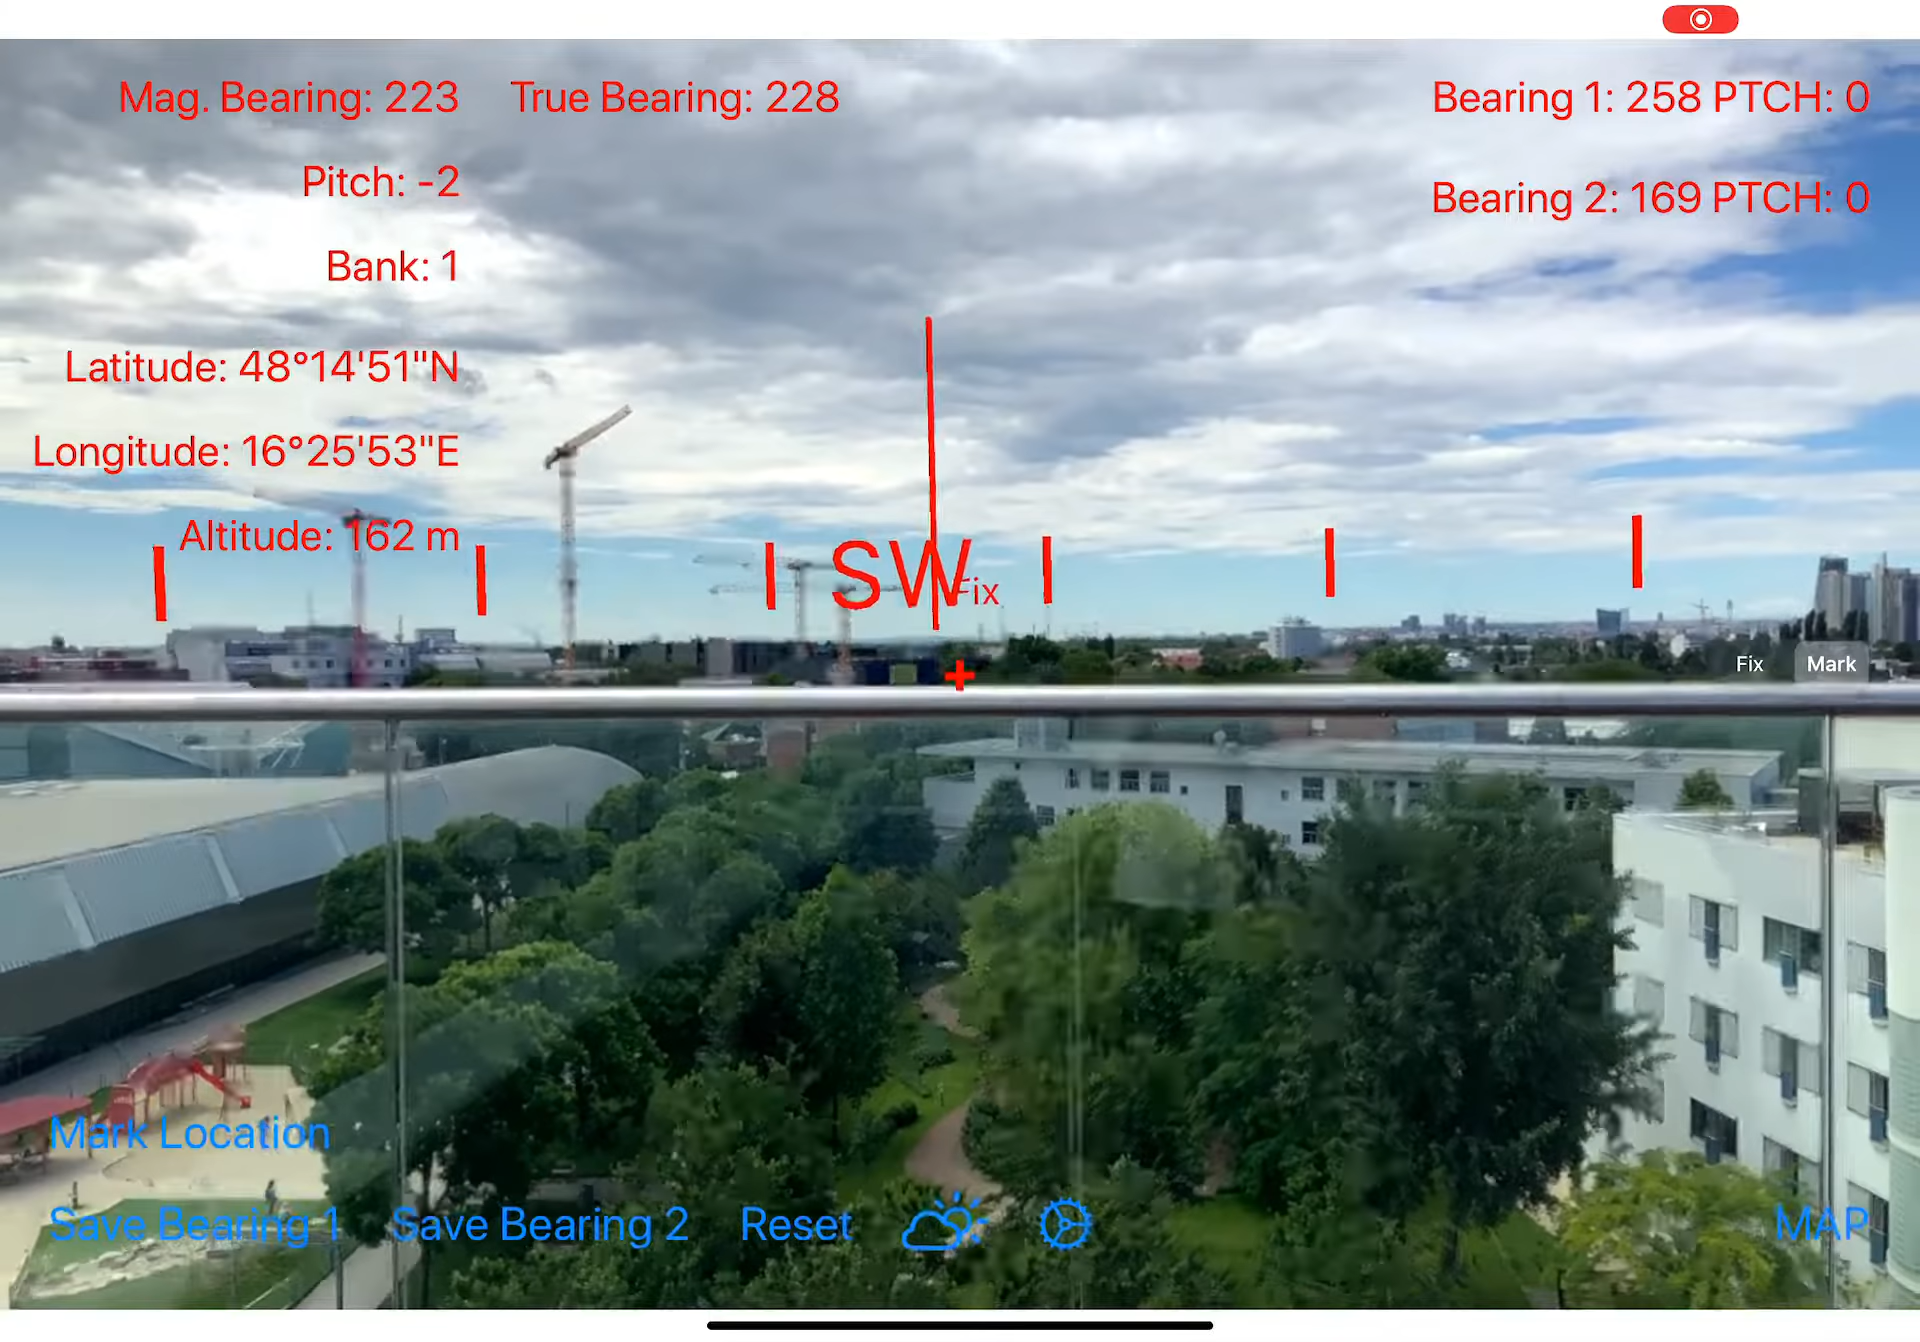 Mag. Bearing: 223 True Bearing: 228
Bearing 1: 258 PTCH: 0
Pitch: -2
Bearing 2: 169 PTCH: 0
Bank: 1
Latitude: 48°14'51"N
Longitude: 16°25'53"E
Altitude: 162 m
SW
Fix
Fix Mark
Mark Location
Save Bearing 1 Save Bearing 2 Reset
MAP